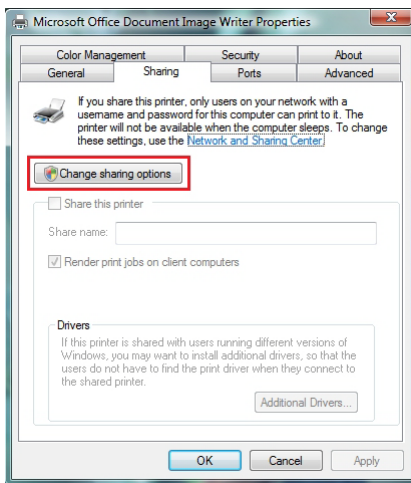 Microsoft Office Document Image Writer Properties
Color Management Security About
General Sharing Ports Advanced
If you share this printer, only users on your network with a
username and password for this computer can print to it. The
printer will not be available when the computer sleeps. To change
these settings, use the Network and Sharing Center.
Change sharing options
Share this printer
Share name:
Render print jobs on client computers
Drivers
If this printer is shared with users running different versions of
Windows, you may want to install additional drivers, so that the
users do not have to find the print driver when they connect to
the shared printer.
Additional Drivers...
OK Cancel Apply